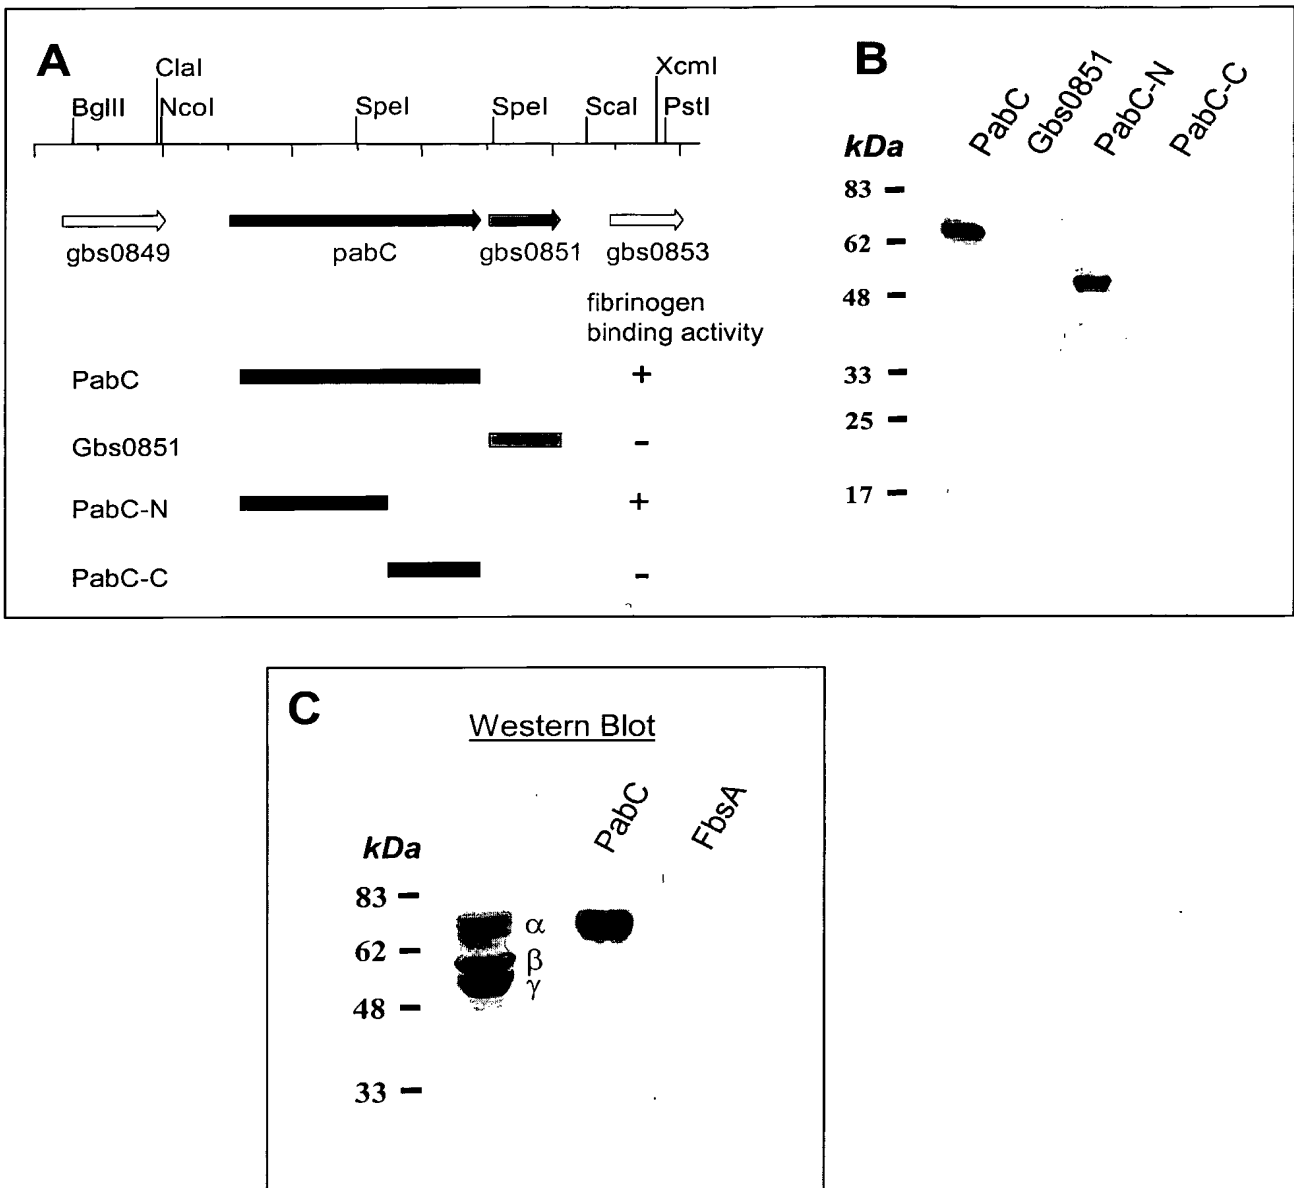 A
ClaI
XcmI
BglII
NcoI
SpeI
SpeI
ScaI
PstI
gbs0849
pabC
gbs0851
gbs0853
fibrinogen
binding activity
PabC
+
Gbs0851
-
PabC-N
+
PabC-C
-
B
PabC
Gbs0851
PabC-N
PabC-C
kDa
83
62
48
33
25
17
C
Western Blot
PabC
FbsA
kDa
83
α
62
β
γ
48
33